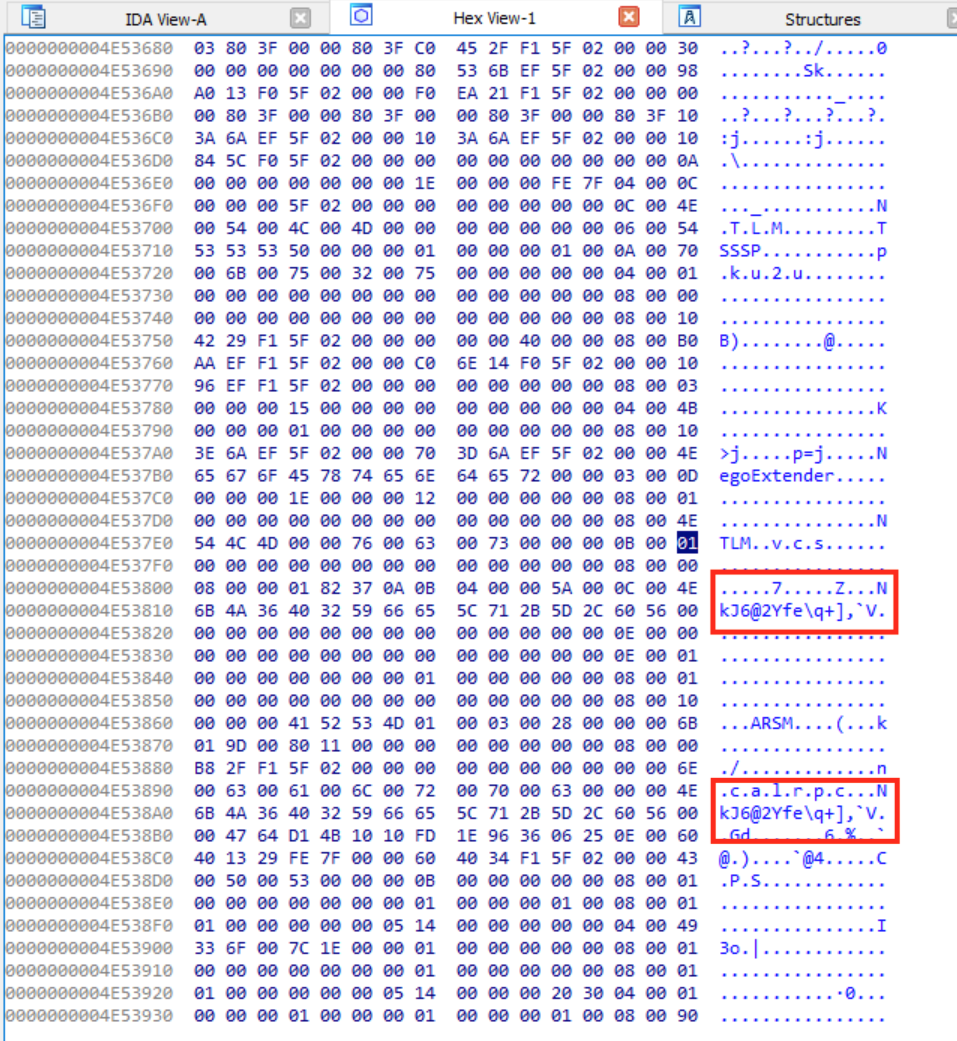 IDA View-A Hex View-1 Structures
0000000004E53680 03 80 3F 00 00 80 3F C0 45 2F F1 5F 02 00 00 30 ..?...?../.....0
0000000004E53690 00 00 00 00 00 00 00 80 53 6B EF 5F 02 00 00 98 ........Sk......
0000000004E536A0 A0 13 F0 5F 02 00 00 F0 EA 21 F1 5F 02 00 00 00 ..........._....
0000000004E536B0 00 80 3F 00 00 80 3F 00 00 80 3F 00 00 80 3F 10 ..?...?...?...?.
0000000004E536C0 3A 6A EF 5F 02 00 00 10 3A 6A EF 5F 02 00 00 10 :j......:j......
0000000004E536D0 84 5C F0 5F 02 00 00 00 00 00 00 00 00 00 00 0A .\..............
0000000004E536E0 00 00 00 00 00 00 00 1E 00 00 00 FE 7F 04 00 0C ................
0000000004E536F0 00 00 00 5F 02 00 00 00 00 00 00 00 00 0C 00 4E ..._...........N
0000000004E53700 00 54 00 4C 00 4D 00 00 00 00 00 00 00 06 00 54 .T.L.M.........T
0000000004E53710 53 53 53 50 00 00 00 01 00 00 00 01 00 0A 00 70 SSSP...........p
0000000004E53720 00 6B 00 75 00 32 00 75 00 00 00 00 00 04 00 01 .k.u.2.u........
0000000004E53730 00 00 00 00 00 00 00 00 00 00 00 00 00 08 00 00 ................
0000000004E53740 00 00 00 00 00 00 00 00 00 00 00 00 00 08 00 10 ................
0000000004E53750 42 29 F1 5F 02 00 00 00 00 00 40 00 00 08 00 B0 B)........@.....
0000000004E53760 AA EF F1 5F 02 00 00 C0 6E 14 F0 5F 02 00 00 10 ................
0000000004E53770 96 EF F1 5F 02 00 00 00 00 00 00 00 00 08 00 03 ................
0000000004E53780 00 00 00 15 00 00 00 00 00 00 00 00 00 04 00 4B ...............K
0000000004E53790 00 00 00 01 00 00 00 00 00 00 00 00 00 08 00 10 ................
0000000004E537A0 3E 6A EF 5F 02 00 00 70 3D 6A EF 5F 02 00 00 4E >j.....p=j.....N
0000000004E537B0 65 67 6F 45 78 74 65 6E 64 65 72 00 00 03 00 0D egoExtender.....
0000000004E537C0 00 00 00 1E 00 00 00 12 00 00 00 00 00 08 00 01 ................
0000000004E537D0 00 00 00 00 00 00 00 00 00 00 00 00 00 08 00 4E ...............N
0000000004E537E0 54 4C 4D 00 00 76 00 63 00 73 00 00 00 0B 00 01 TLM..v.c.s......
0000000004E537F0 00 00 00 00 00 00 00 00 00 00 00 00 00 08 00 00 ................
0000000004E53800 08 00 00 01 82 37 0A 0B 04 00 00 5A 00 0C 00 4E .....7.....Z...N
0000000004E53810 6B 4A 36 40 32 59 66 65 5C 71 2B 5D 2C 60 56 00 kJ6@2Yfe\q+],`V.
0000000004E53820 00 00 00 00 00 00 00 00 00 00 00 00 00 0E 00 00 ................
0000000004E53830 00 00 00 00 00 00 00 00 00 00 00 00 00 0E 00 01 ................
0000000004E53840 00 00 00 00 00 00 00 01 00 00 00 00 00 08 00 01 ................
0000000004E53850 00 00 00 00 00 00 00 00 00 00 00 00 00 08 00 10 ................
0000000004E53860 00 00 00 41 52 53 4D 01 00 03 00 28 00 00 00 6B ...ARSM....(...k
0000000004E53870 01 9D 00 80 11 00 00 00 00 00 00 00 00 08 00 00 ................
0000000004E53880 B8 2F F1 5F 02 00 00 00 00 00 00 00 00 00 00 6E ./.............n
0000000004E53890 00 63 00 61 00 6C 00 72 00 70 00 63 00 00 00 4E .c.a.l.r.p.c...N
0000000004E538A0 6B 4A 36 40 32 59 66 65 5C 71 2B 5D 2C 60 56 00 kJ6@2Yfe\q+],`V.
0000000004E538B0 00 47 64 D1 4B 10 10 FD 1E 96 36 06 25 0E 00 60 .Gd.......6.%..`
0000000004E538C0 40 13 29 FE 7F 00 00 60 40 34 F1 5F 02 00 00 43 @.)....`@4.....C
0000000004E538D0 00 50 00 53 00 00 00 0B 00 00 00 00 00 08 00 01 .P.S............
0000000004E538E0 00 00 00 00 00 00 00 01 00 00 00 01 00 08 00 01 ................
0000000004E538F0 01 00 00 00 00 00 05 14 00 00 00 00 00 04 00 49 ...............I
0000000004E53900 33 6F 00 7C 1E 00 00 01 00 00 00 00 00 08 00 01 3o.|............
0000000004E53910 00 00 00 00 00 00 00 01 00 00 00 00 00 08 00 01 ................
0000000004E53920 01 00 00 00 00 00 05 14 00 00 00 20 30 04 00 01 ...........·0...
0000000004E53930 00 00 00 01 00 00 00 01 00 00 00 01 00 08 00 90 ................